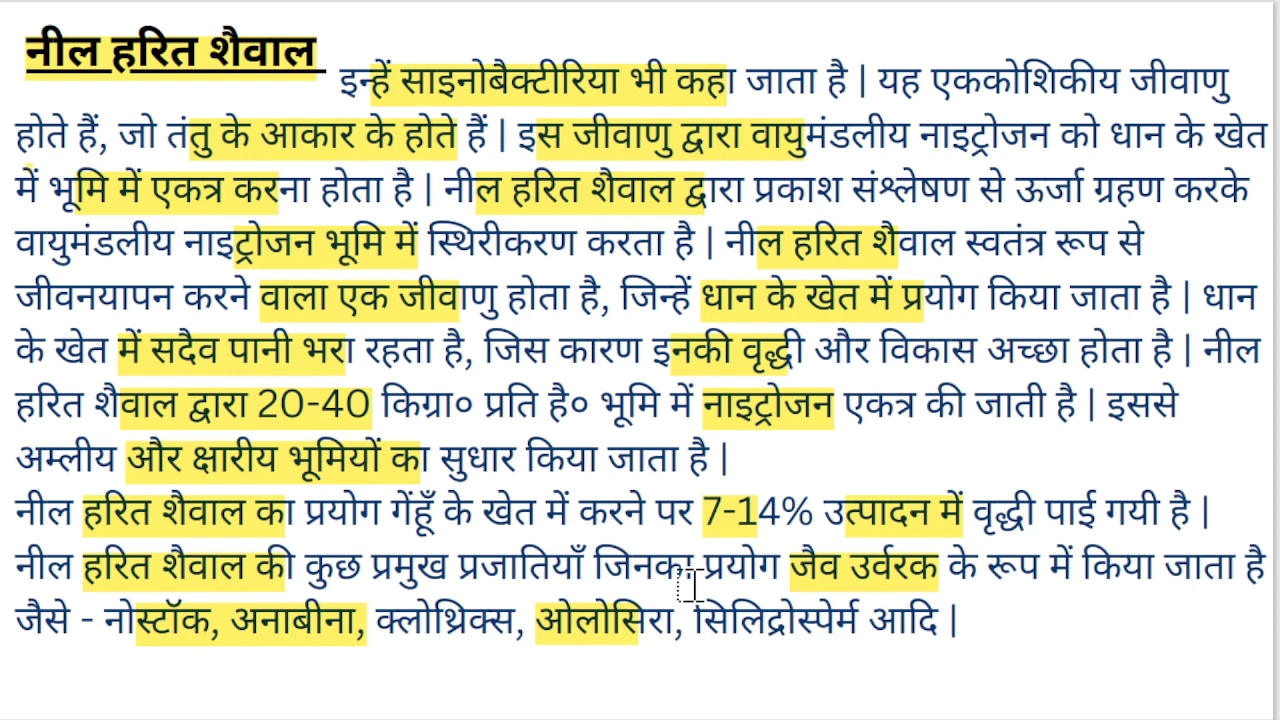 नील हरित शैवाल
इन्हें साइनोबैक्टीरिया भी कहा जाता है | यह एककोशिकीय जीवाणु
होते हैं, जो तंतु के आकार के होते हैं | इस जीवाणु द्वारा वायुमंडलीय नाइट्रोजन को धान के खेत
में भूमि में एकत्र करना होता है | नील हरित शैवाल द्वारा प्रकाश संश्लेषण से ऊर्जा ग्रहण करके
वायुमंडलीय नाइट्रोजन भूमि में स्थिरीकरण करता है | नील हरित शैवाल स्वतंत्र रूप से
जीवनयापन करने वाला एक जीवाणु होता है, जिन्हें धान के खेत में प्रयोग किया जाता है | धान
के खेत में सदैव पानी भरा रहता है, जिस कारण इनकी वृद्धी और विकास अच्छा होता है | नील
हरित शैवाल द्वारा 20-40 किग्रा० प्रति है० भूमि में नाइट्रोजन एकत्र की जाती है | इससे
अम्लीय और क्षारीय भूमियों का सुधार किया जाता है |
नील हरित शैवाल का प्रयोग गेंहूँ के खेत में करने पर 7-14% उत्पादन में वृद्धी पाई गयी है |
नील हरित शैवाल की कुछ प्रमुख प्रजातियाँ जिनका प्रयोग जैव उर्वरक के रूप में किया जाता है
जैसे - नोस्टॉक, अनाबीना, क्लोथ्रिक्स, ओलोसिरा, सिलिद्रोस्पेर्म आदि |